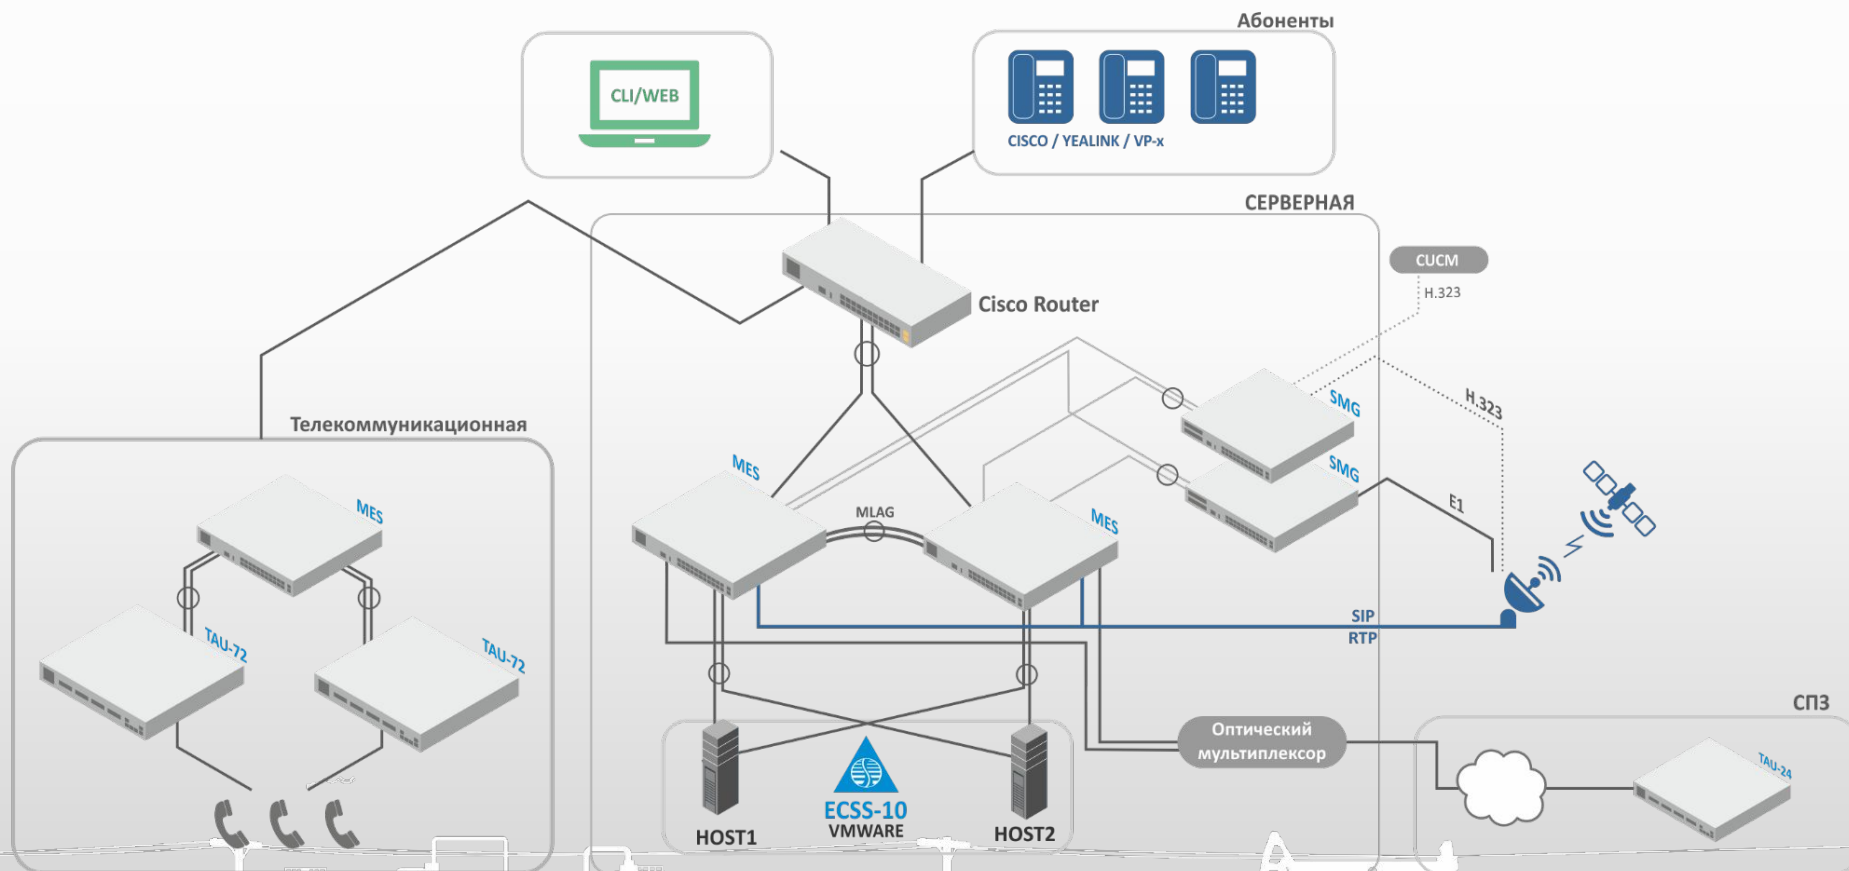 Абоненты
CLI/WEB
CISCO / YEALINK / VP-x
СЕРВЕРНАЯ
CUCM
H.323
Cisco Router
H.323
SMG
Телекоммуникационная
SMG
MES
E1
MES
MLAG
MES
SIP
RTP
TAU-72
TAU-72
СПЗ
Оптический
мультиплексор
TAU-24
ECSS-10
VMWARE
HOST1
HOST2